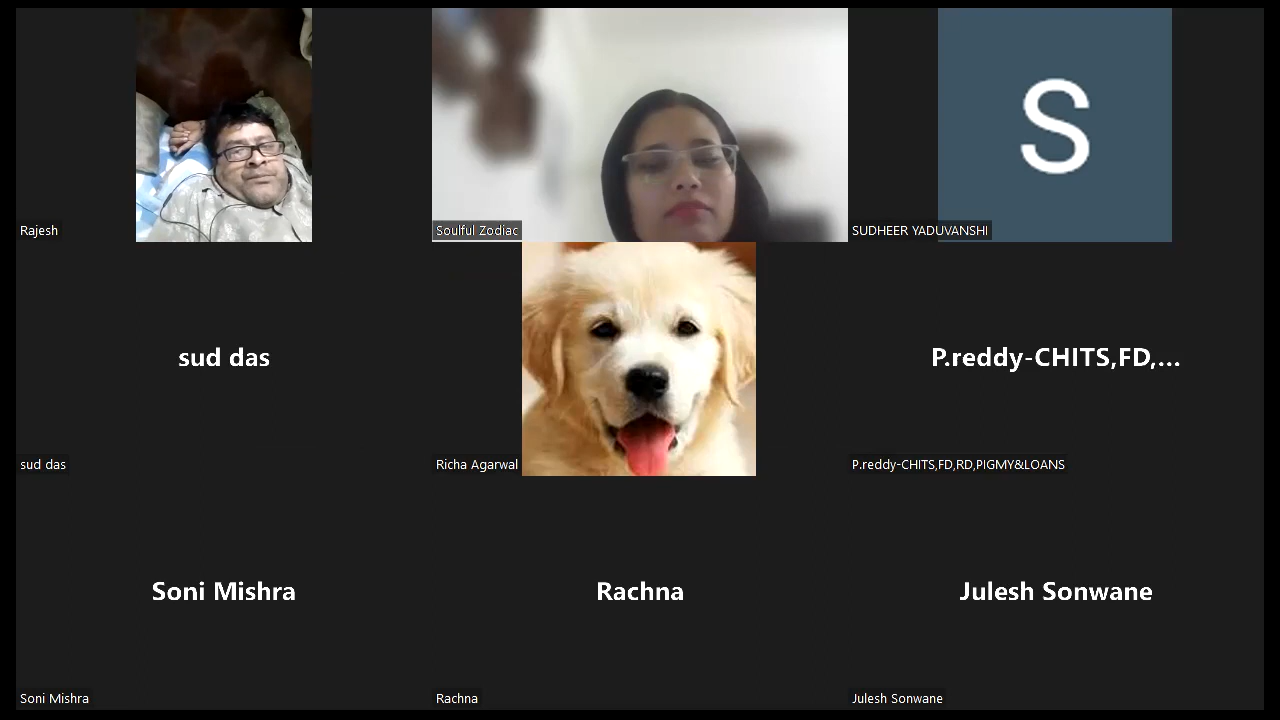 S
Rajesh
Soulful Zodiac
SUDHEER YADUVANSHI
sud das
P.reddy-CHITS,FD,...
sud das
Richa Agarwal
P.reddy-CHITS,FD,RD,PIGMY&LOANS
Soni Mishra
Rachna
Julesh Sonwane
Soni Mishra
Rachna
Julesh Sonwane